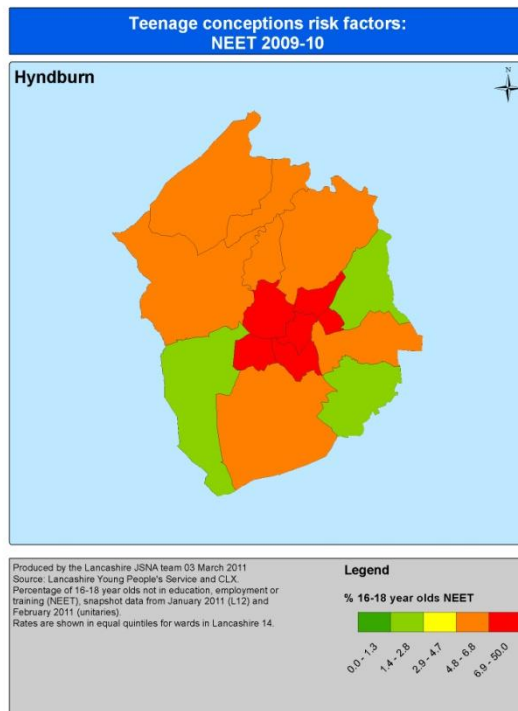 Teenage conceptions risk factors:
NEET 2009-10
Hyndburn
N
Produced by the Lancashire JSNA team 03 March 2011
Source: Lancashire Young People's Service and CLX.
Percentage of 16-18 year olds not in education, employment or
training (NEET), snapshot data from January 2011 (L12) and
February 2011 (unitaries).
Rates are shown in equal quintiles for wards in Lancashire 14.
Legend
% 16-18 year olds NEET
0.0 - 1.3
1.4 - 2.8
2.9 - 4.7
4.8 - 6.8
6.9 - 50.0